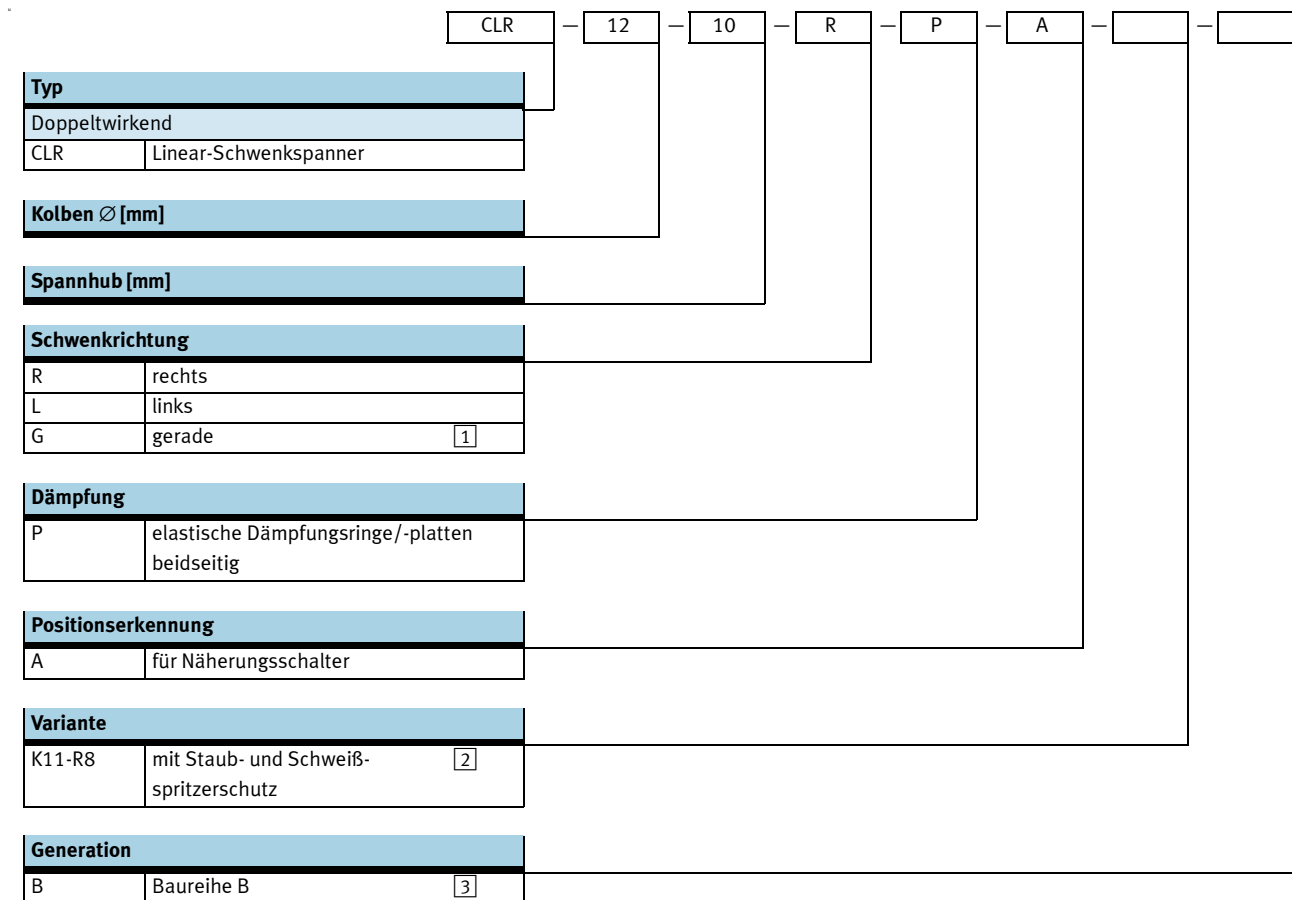 CLR — 12 — 10 — R — P — A — —
Typ
Doppeltwirkend
CLR Linear-Schwenkspanner
Kolben ∅ [mm]
Spannhub [mm]
Schwenkrichtung
R rechts
L links
G gerade 1
Dämpfung
P elastische Dämpfungsringe/-platten
beidseitig
Positionserkennung
A für Näherungsschalter
Variante
K11-R8 mit Staub- und Schweiß- 2
spritzerschutz
Generation
B Baureihe B 3